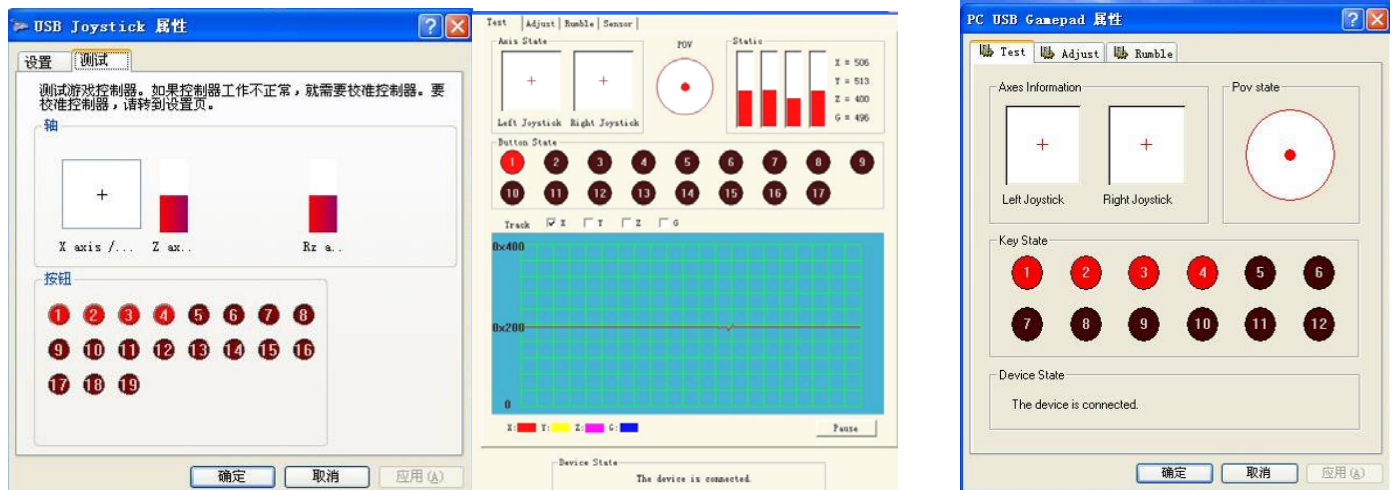 USB Joystick 属性
设置 测试
测试游戏控制器。如果控制器工作不正常，就需要校准控制器。要
校准控制器，请转到设置页。
轴
X axis /... Z ax.. Rz a..
按钮
1 2 3 4 5 6 7 8
9 10 11 12 13 14 15 16
17 18 19
确定 取消 应用(A)
Test Adjust Rumble Sensor
Axis State POV Static
X = 506
Y = 513
Z = 400
G = 496
Left Joystick Right Joystick
Button State
1 2 3 4 5 6 7 8 9
10 11 12 13 14 15 16 17
Track X Y Z G
0x400
0x200
0
X: Y: Z: G: Pause
Device State
The device is connected.
PC USB Gamepad 属性
Test Adjust Rumble
Axes Information Pov state
Left Joystick Right Joystick
Key State
1 2 3 4 5 6
7 8 9 10 11 12
Device State
The device is connected.
确定 取消 应用(A)